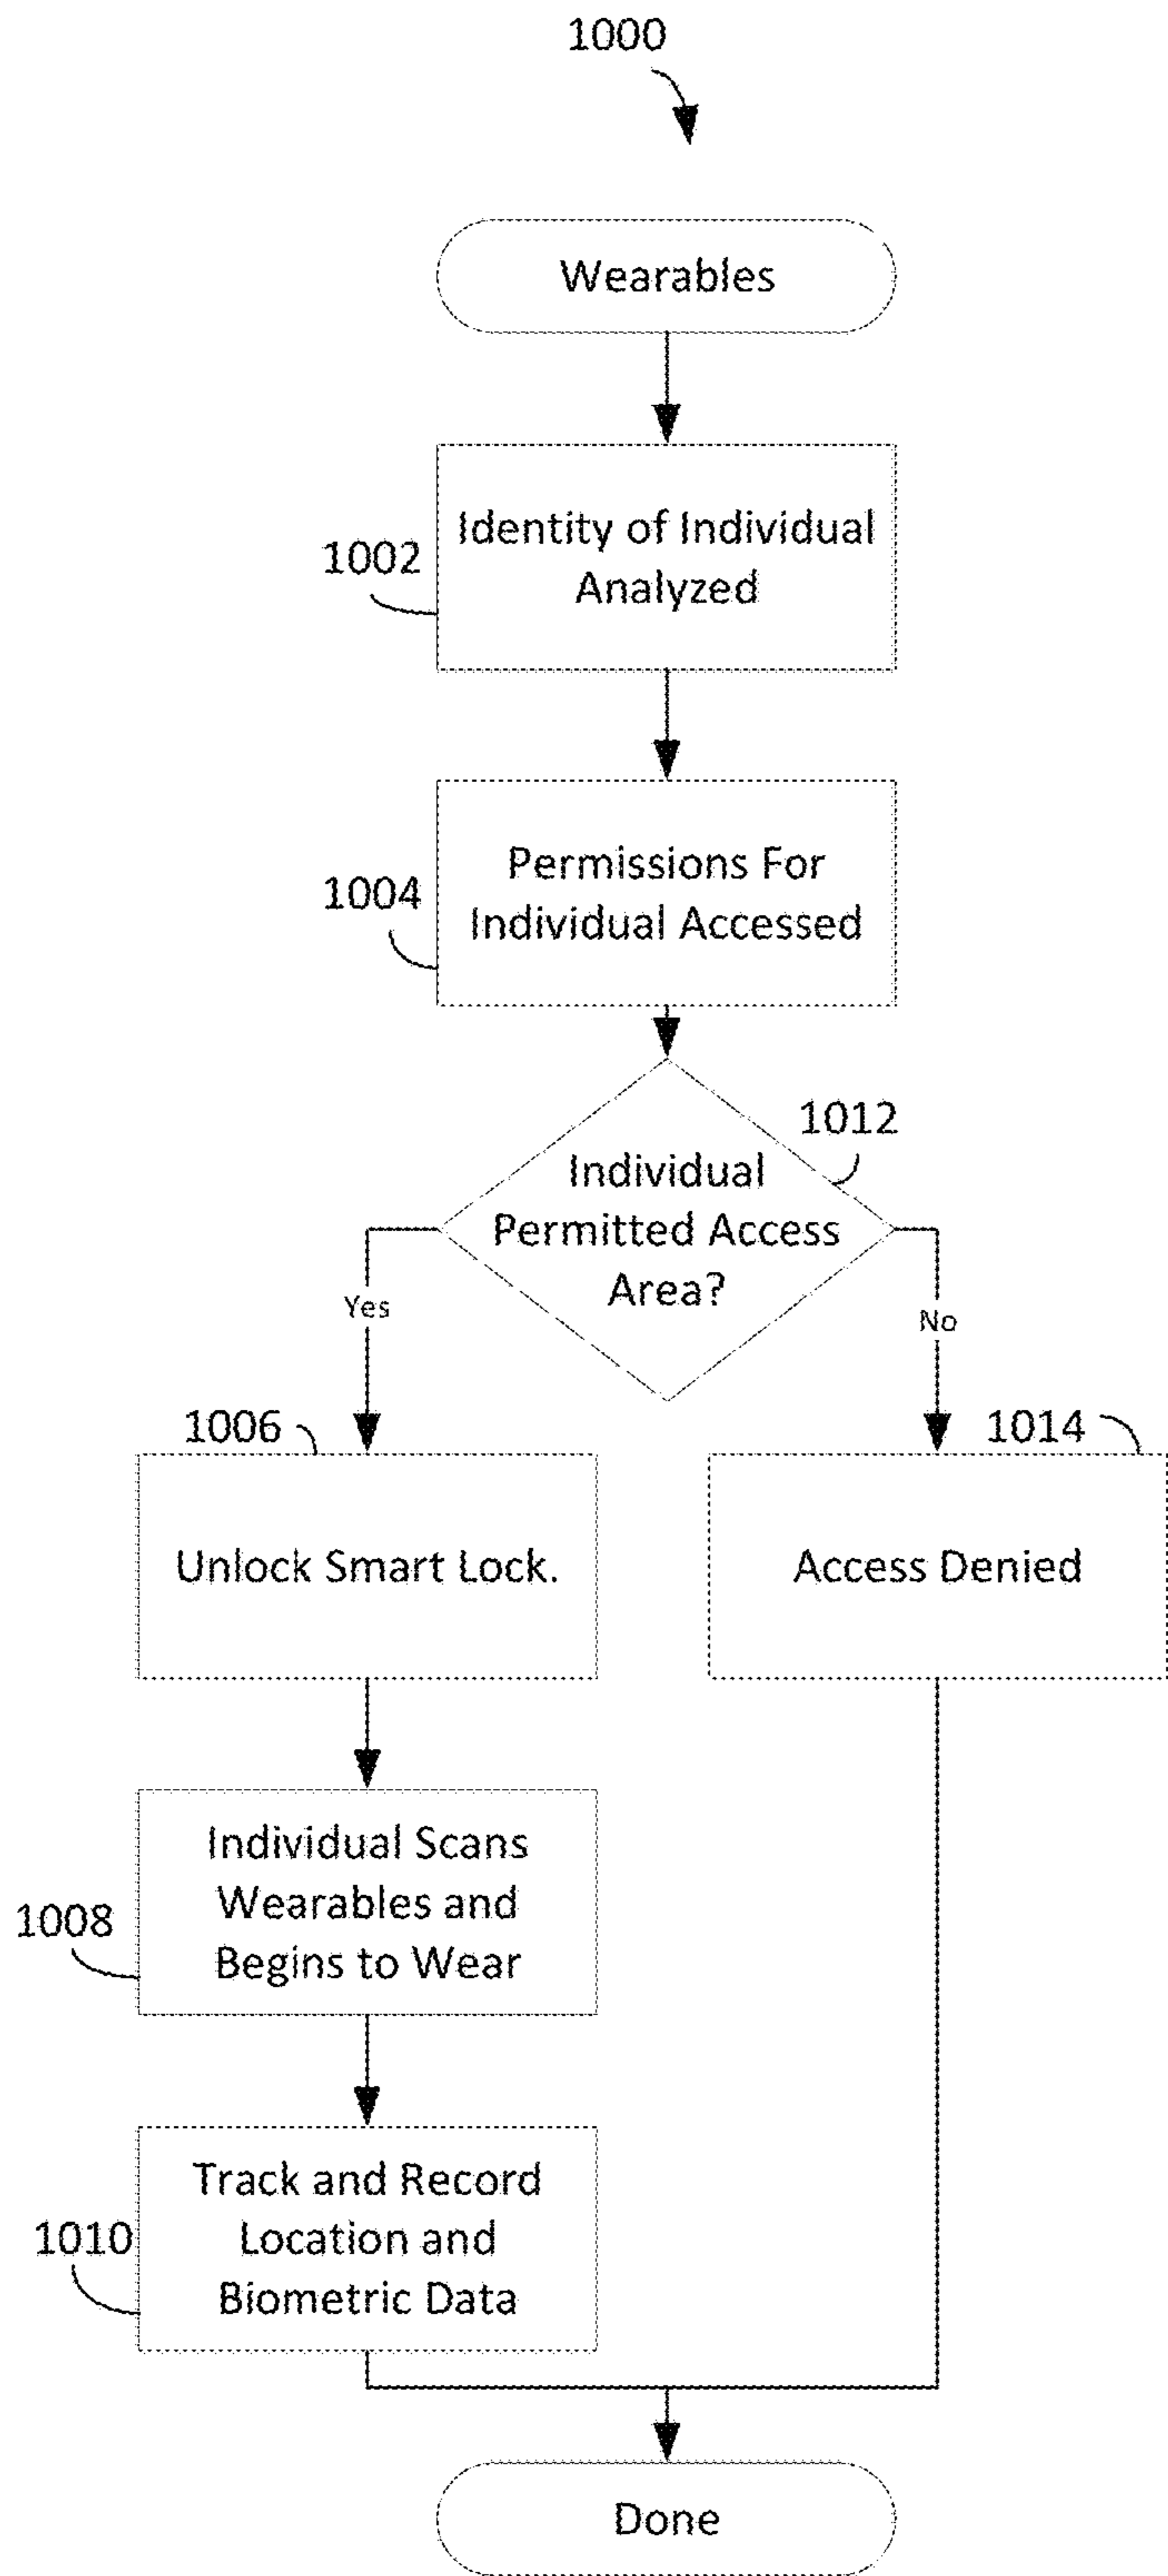 1000
Wearables
Identity of Individual
Analyzed
1002
Permissions For
Individual Accessed
1004
1012
Individual
Permitted Access
Area?
Yes
No
1006
1014
Unlock Smart Lock.
Access Denied
Individual Scans
Wearables and
Begins to Wear
1008
Track and Record
Location and
Biometric Data
1010
Done